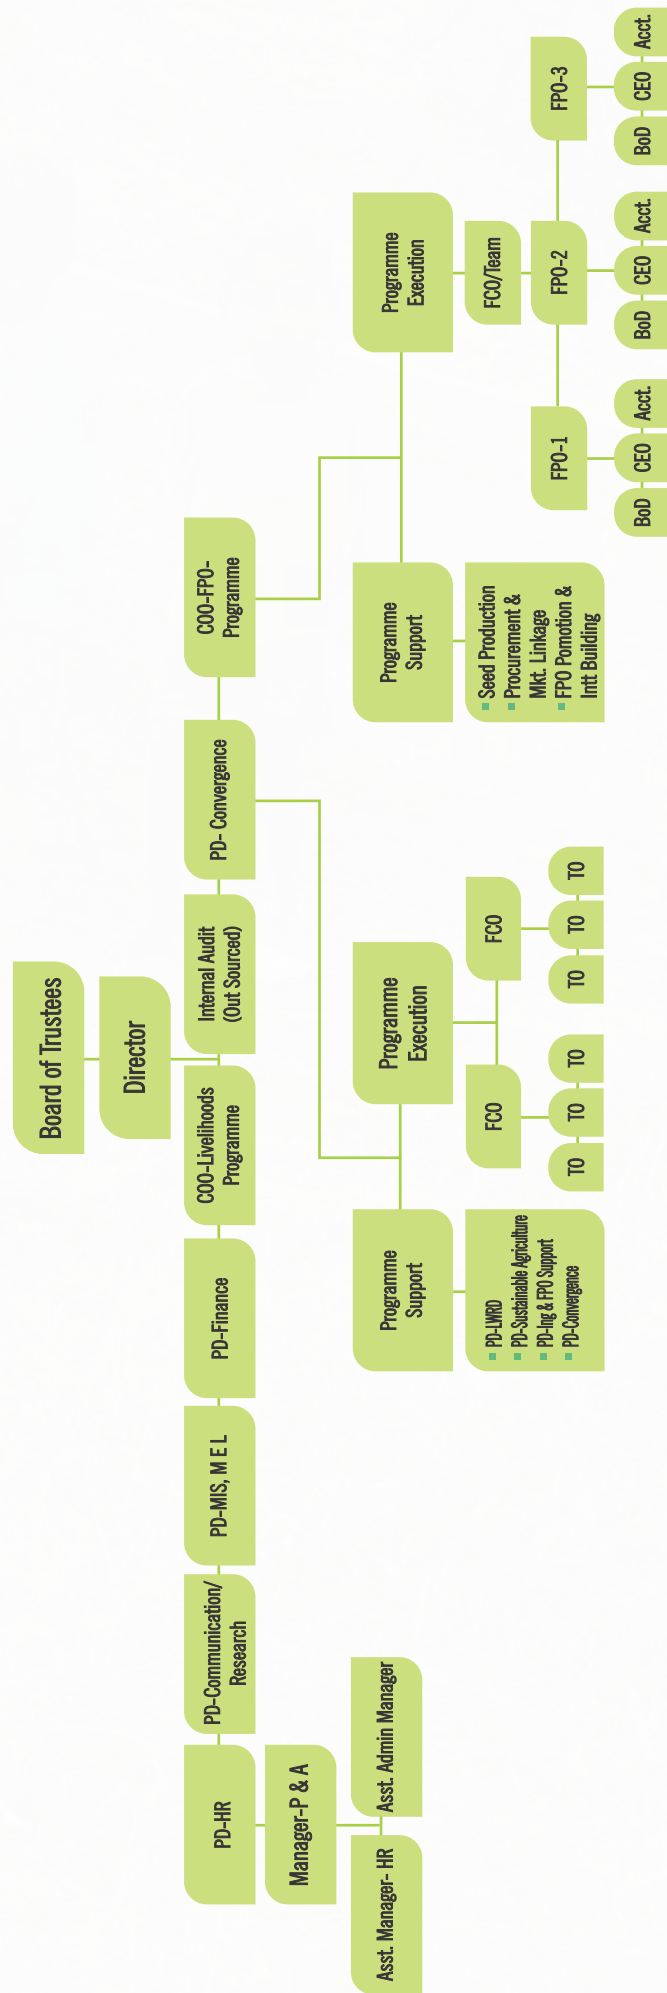 Board of Trustees
Director
PD-HR
PD-Communication/
Research
PD-MIS, M E L
PD-Finance
COO-Livelihoods
Programme
Internal Audit
(Out Sourced)
PD- Convergence
COO-FPO-
Programme
Manager-P & A
Asst. Manager- HR
Asst. Admin Manager
Programme
Support
Programme
Execution
Programme
Support
Programme
Execution
PD-LWRD
PD-Sustainable Agriculture
PD-Ing & FPO Support
PD-Convergence
FCO
FCO
TO
TO
TO
TO
TO
TO
Seed Production
Procurement &
Mkt. Linkage
FPO Pomotion &
Intt Building
FCO/Team
FPO-1
FPO-2
FPO-3
BoD
CEO
Acct.
BoD
CEO
Acct.
BoD
CEO
Acct.